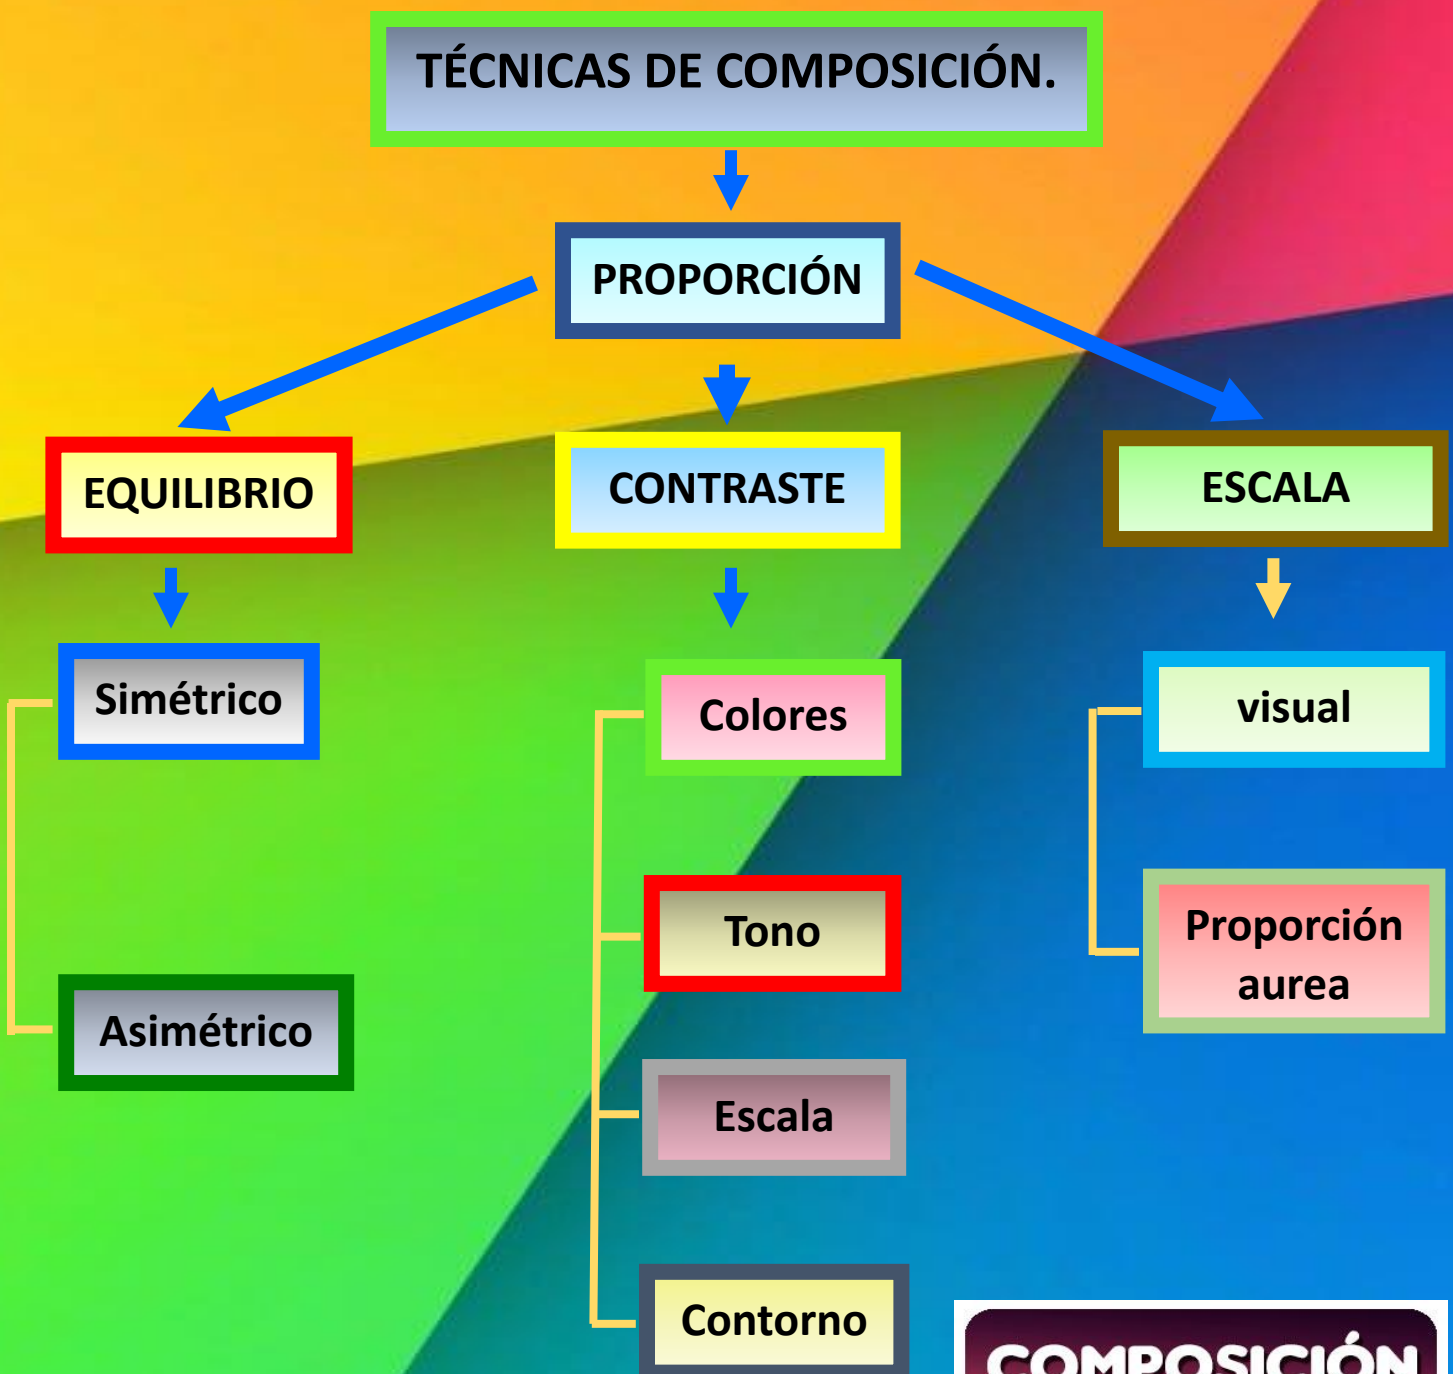 TÉCNICAS DE COMPOSICIÓN.
PROPORCIÓN
EQUILIBRIO
CONTRASTE
ESCALA
Simétrico
Colores
visual
Tono
Proporción
aurea
Asimétrico
Escala
Contorno
COMPOSICIÓN